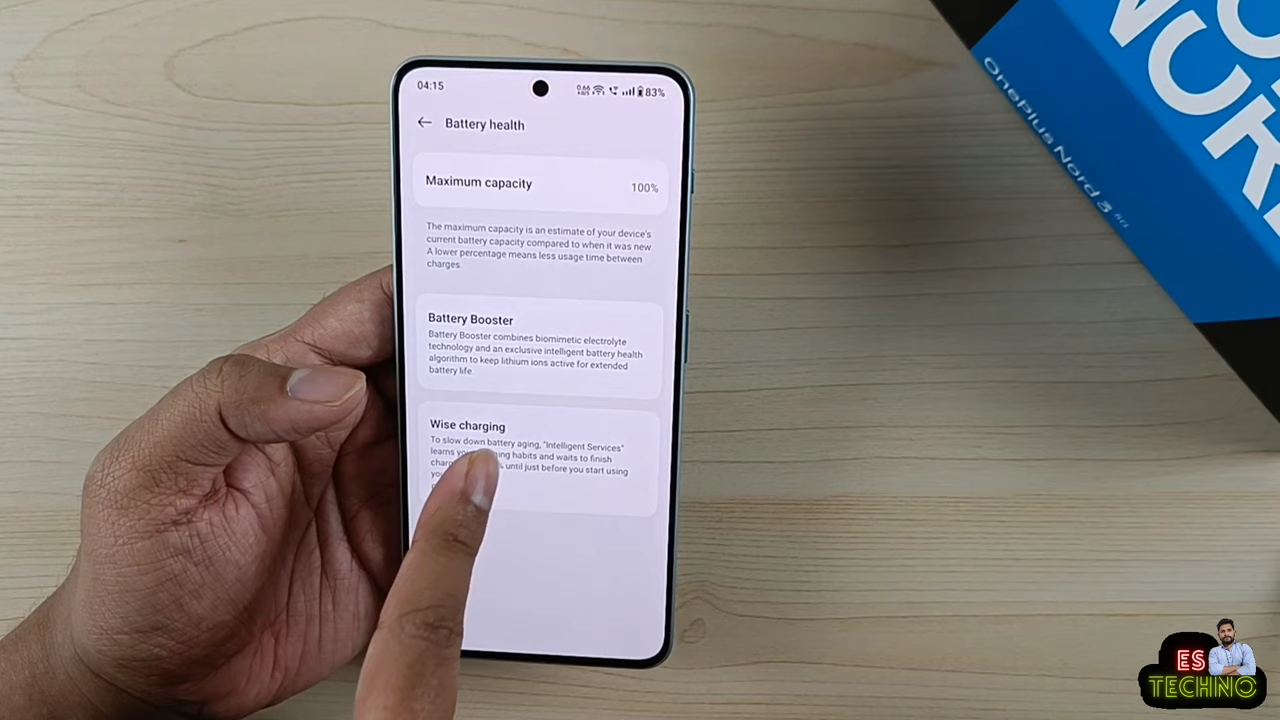 04:15
83%
Battery health
Maximum capacity 100%
The maximum capacity is an estimate of your device's
current battery capacity compared to when it was new.
A lower percentage means less usage time between
charges.
Battery Booster
Battery Booster combines biomimetic electrolyte
technology and an exclusive intelligent battery health
algorithm to keep lithium ions active for extended
battery life.
Wise charging
To slow down battery aging, "Intelligent Services"
learns habits and waits to finish
until just before you start using
OnePlus Nord 3 5G
ES
TECHNO